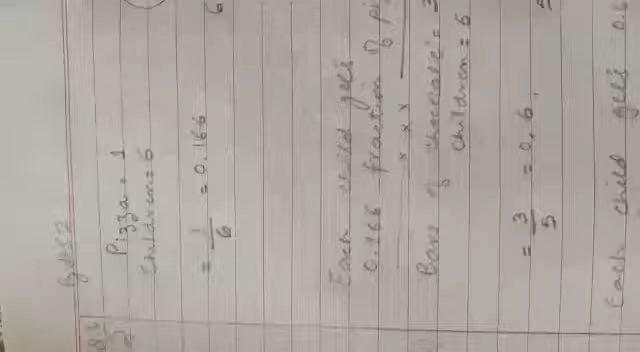 Pizza = 1
Children = 6
= 1/6 = 0.166
Each child gets
0.166 fraction of pi
x x x
Bars of chocolate = 3
Children = 5
= 3/5 = 0.6.
Each child gets 0.6